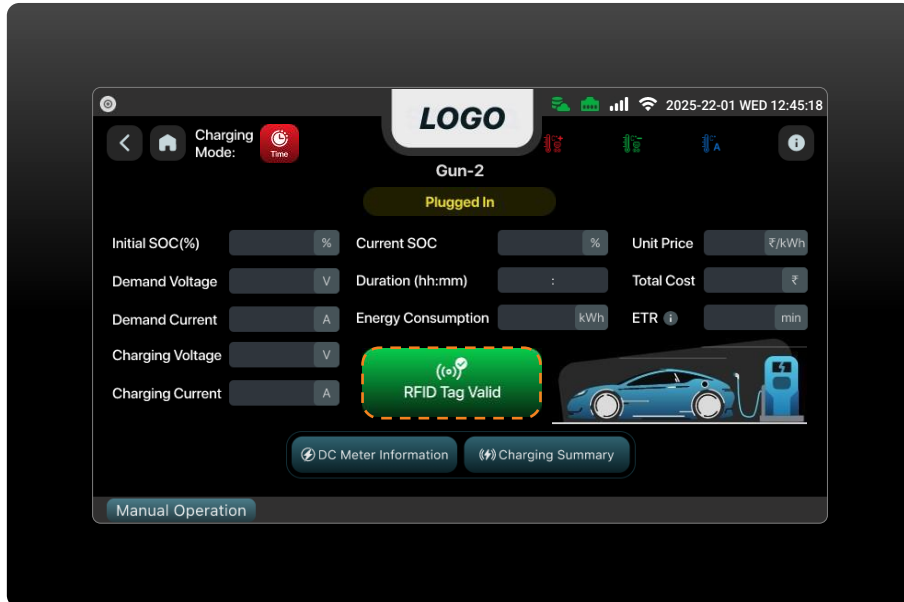 LOGO
2025-22-01 WED 12:45:18
Charging
Mode:
Time
A
Gun-2
Plugged In
Initial SOC(%) %
Current SOC %
Unit Price ₹/kWh
Demand Voltage V
Duration (hh:mm) :
Total Cost ₹
Demand Current A
Energy Consumption kWh
ETR i min
Charging Voltage V
Charging Current A
RFID Tag Valid
DC Meter Information
Charging Summary
Manual Operation